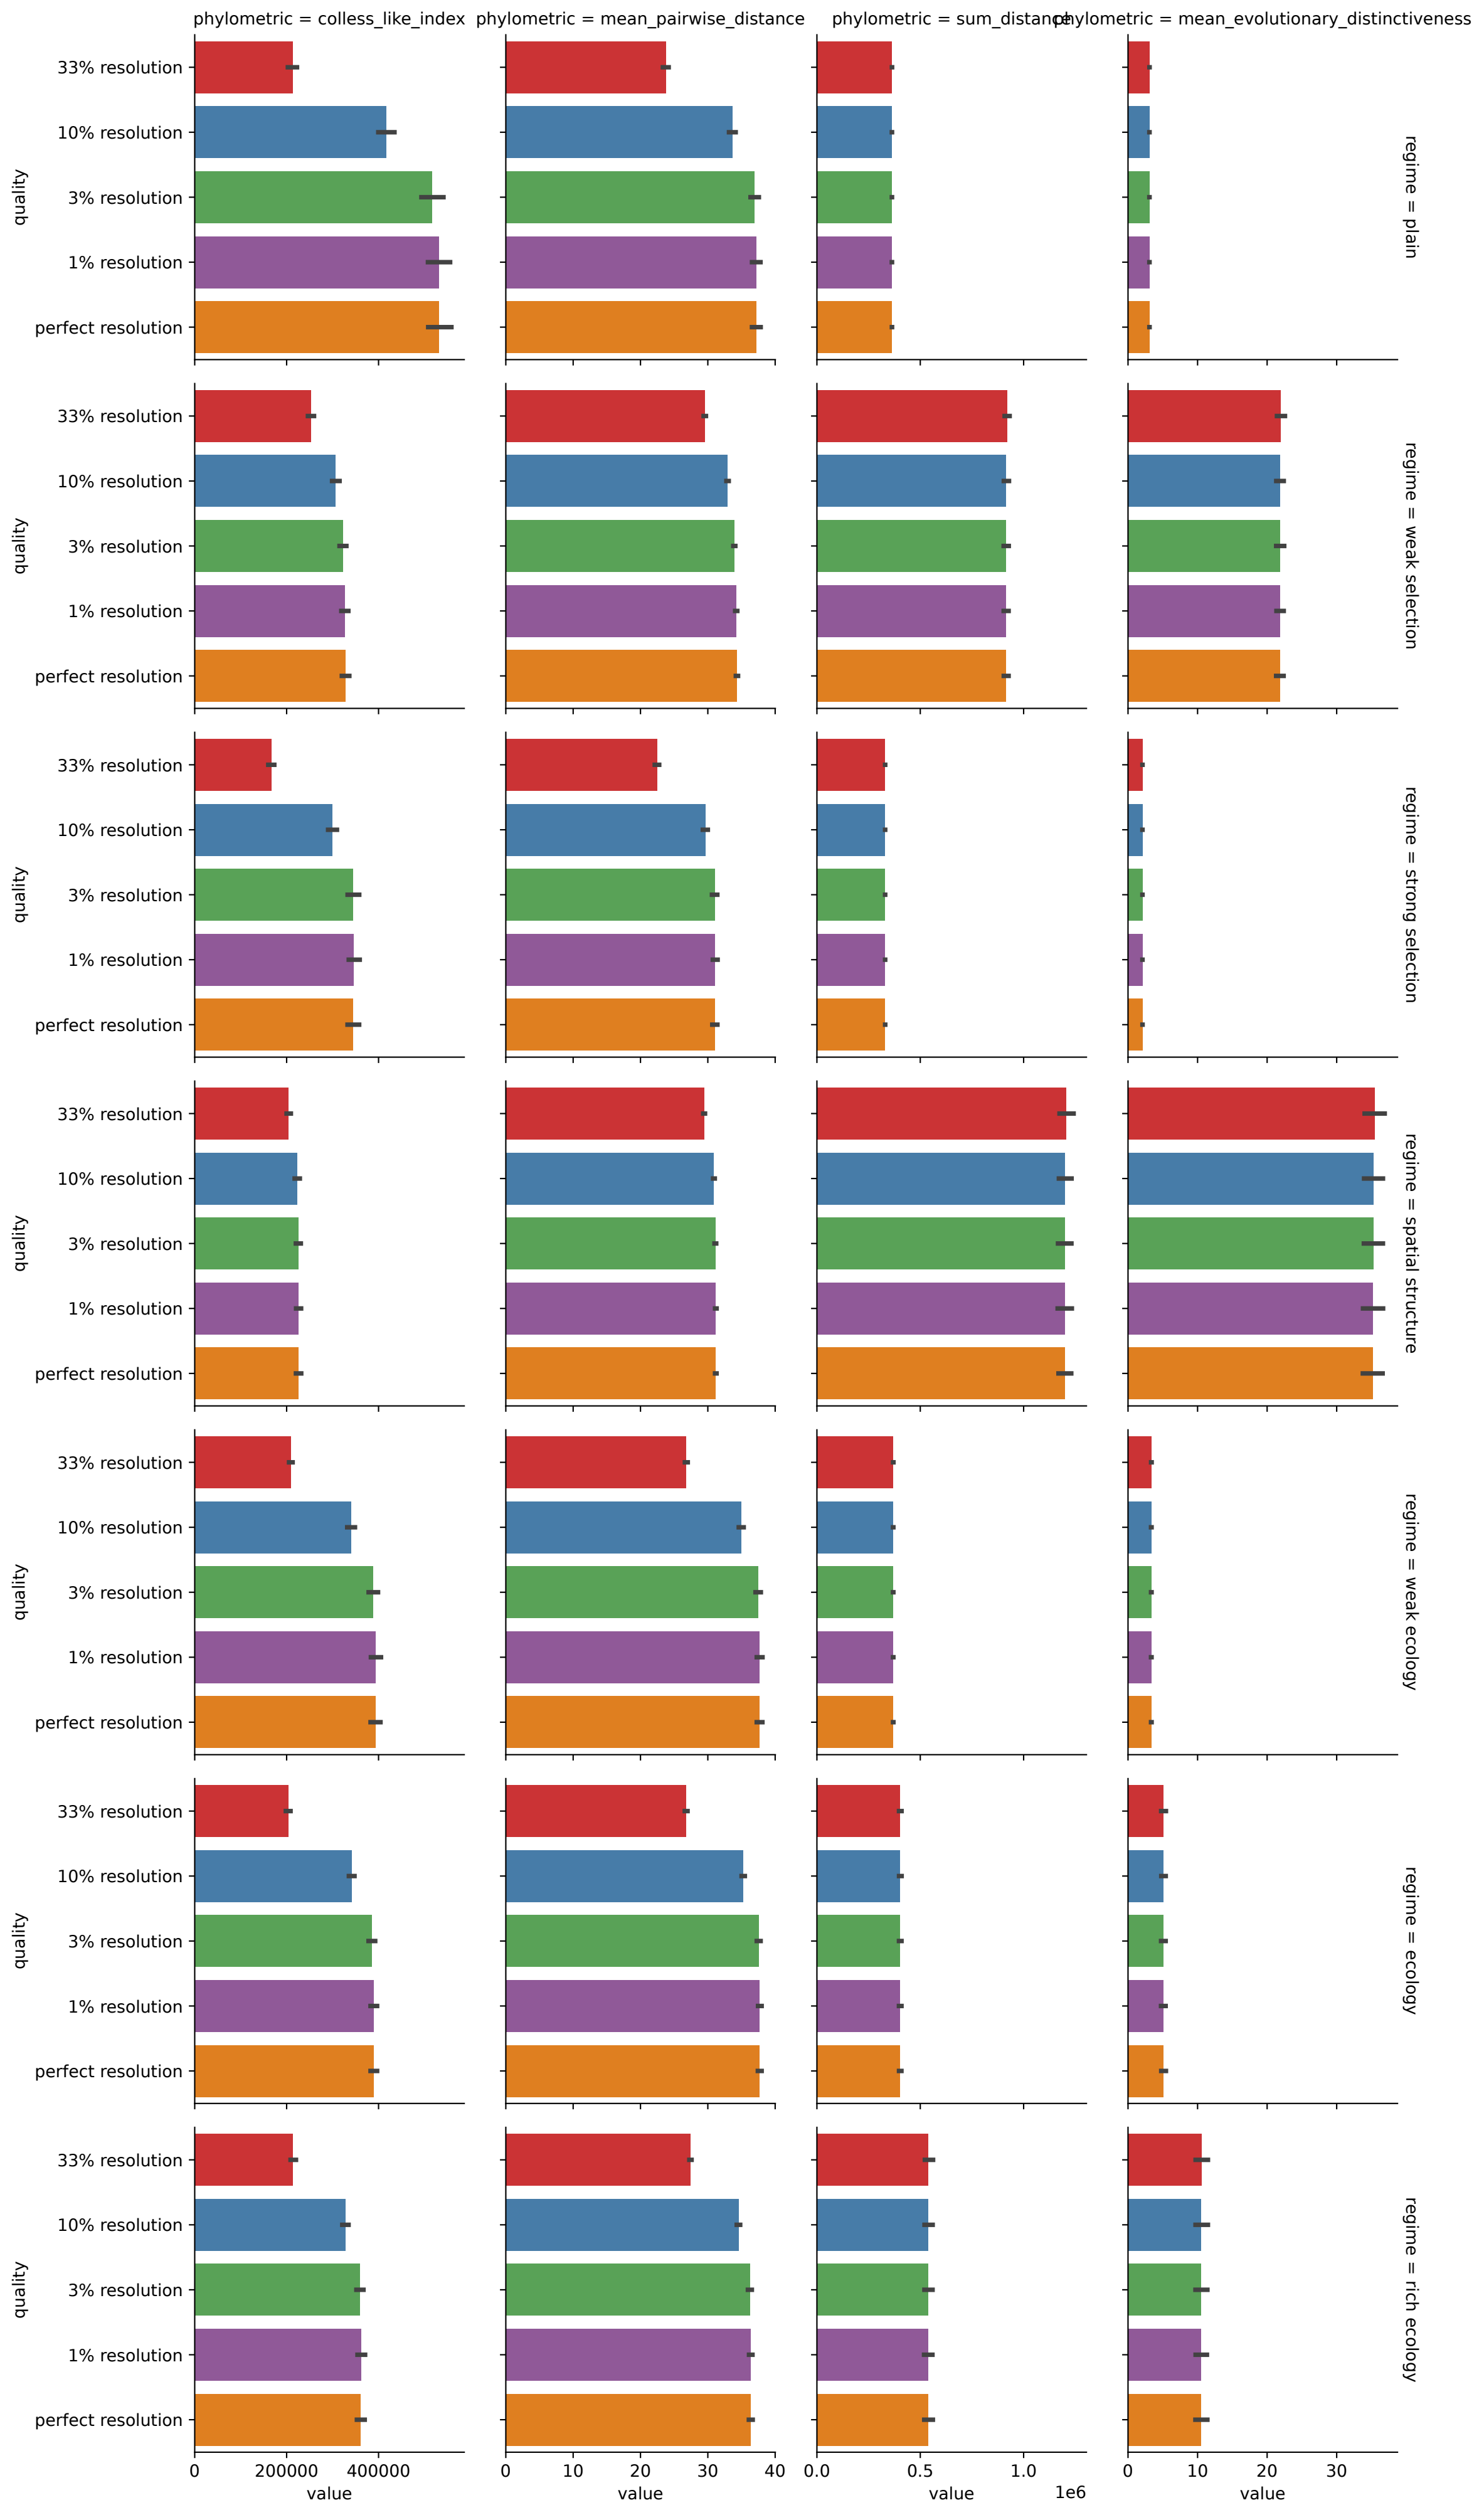 phylometric = colless_like_index
phylometric = mean_pairwise_distance
phylometric = sum_distance
phylometric = mean_evolutionary_distinctiveness
quality
33% resolution
10% resolution
3% resolution
1% resolution
perfect resolution
regime = plain
quality
33% resolution
10% resolution
3% resolution
1% resolution
perfect resolution
regime = weak selection
quality
33% resolution
10% resolution
3% resolution
1% resolution
perfect resolution
regime = strong selection
quality
33% resolution
10% resolution
3% resolution
1% resolution
perfect resolution
regime = spatial structure
quality
33% resolution
10% resolution
3% resolution
1% resolution
perfect resolution
regime = weak ecology
quality
33% resolution
10% resolution
3% resolution
1% resolution
perfect resolution
regime = ecology
quality
33% resolution
10% resolution
3% resolution
1% resolution
perfect resolution
regime = rich ecology
0 200000 400000
value
0 10 20 30 40
value
0.0 0.5 1.0
1e6
value
0 10 20 30
value